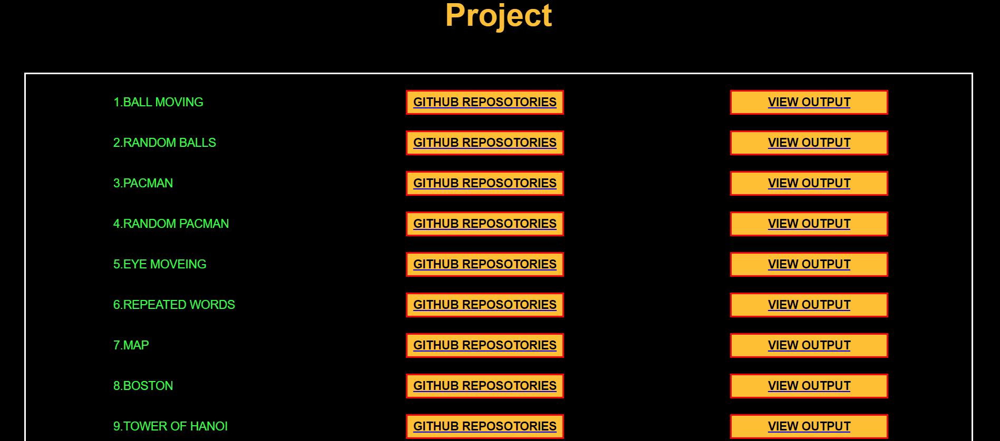 Project
1.BALL MOVING GITHUB REPOSOTORIES VIEW OUTPUT
2.RANDOM BALLS GITHUB REPOSOTORIES VIEW OUTPUT
3.PACMAN GITHUB REPOSOTORIES VIEW OUTPUT
4.RANDOM PACMAN GITHUB REPOSOTORIES VIEW OUTPUT
5.EYE MOVEING GITHUB REPOSOTORIES VIEW OUTPUT
6.REPEATED WORDS GITHUB REPOSOTORIES VIEW OUTPUT
7.MAP GITHUB REPOSOTORIES VIEW OUTPUT
8.BOSTON GITHUB REPOSOTORIES VIEW OUTPUT
9.TOWER OF HANOI GITHUB REPOSOTORIES VIEW OUTPUT